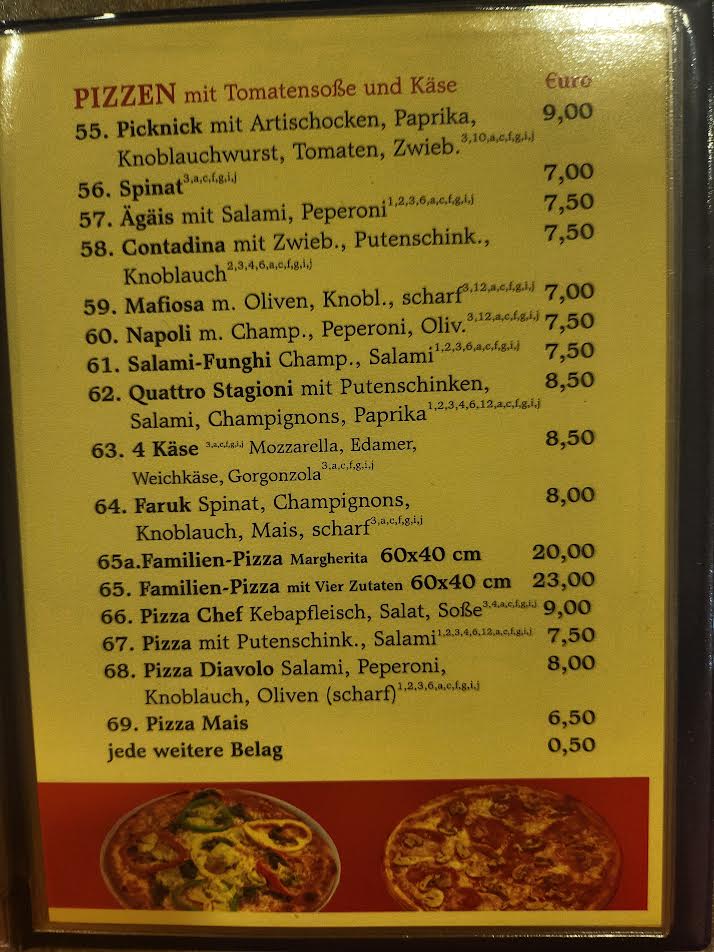 PIZZEN mit Tomatensoße und Käse €uro
55. Picknick mit Artischocken, Paprika, 9,00
Knoblauchwurst, Tomaten, Zwieb.3,10,a,c,f,g,i,j
56. Spinat3,a,c,f,g,i,j 7,00
57. Ägäis mit Salami, Peperoni1,2,3,6,a,c,f,g,i,j 7,50
58. Contadina mit Zwieb., Putenschink., 7,50
Knoblauch2,3,4,6,a,c,f,g,i,j
59. Mafiosa m. Oliven, Knobl., scharf3,12,a,c,f,g,i,j 7,00
60. Napoli m. Champ., Peperoni, Oliv.3,12,a,c,f,g,i,j 7,50
61. Salami-Funghi Champ., Salami1,2,3,6,a,c,f,g,i,j 7,50
62. Quattro Stagioni mit Putenschinken, 8,50
Salami, Champignons, Paprika1,2,3,4,6,12,a,c,f,g,i,j
63. 4 Käse 3,a,c,f,g,i,j Mozzarella, Edamer, 8,50
Weichkäse, Gorgonzola3,a,c,f,g,i,j
64. Faruk Spinat, Champignons, 8,00
Knoblauch, Mais, scharf3,a,c,f,g,i,j
65a.Familien-Pizza Margherita 60x40 cm 20,00
65. Familien-Pizza mit Vier Zutaten 60x40 cm 23,00
66. Pizza Chef Kebapfleisch, Salat, Soße3,4,a,c,f,g,i,j 9,00
67. Pizza mit Putenschink., Salami1,2,3,4,6,12,a,c,f,g,i,j 7,50
68. Pizza Diavolo Salami, Peperoni, 8,00
Knoblauch, Oliven (scharf)1,2,3,6,a,c,f,g,i,j
69. Pizza Mais 6,50
jede weitere Belag 0,50